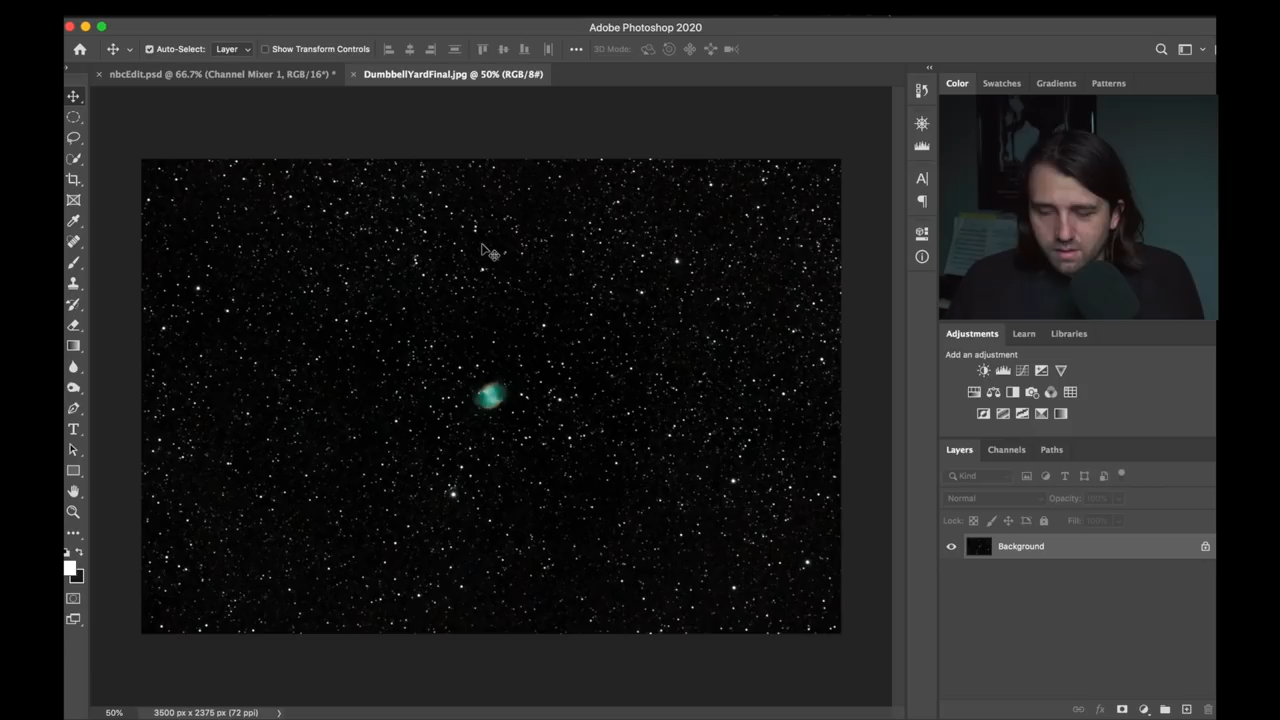 Adobe Photoshop 2020
Auto-Select: Layer Show Transform Controls 3D Mode:
nbcEdit.psd @ 66.7% (Channel Mixer 1, RGB/16*) * DumbbellYardFinal.jpg @ 50% (RGB/8#)
Color Swatches Gradients Patterns
Adjustments Learn Libraries
Add an adjustment
Layers Channels Paths
Kind
Normal Opacity: 100%
Lock: Fill: 100%
Background
50% 3500 px x 2375 px (72 ppi)